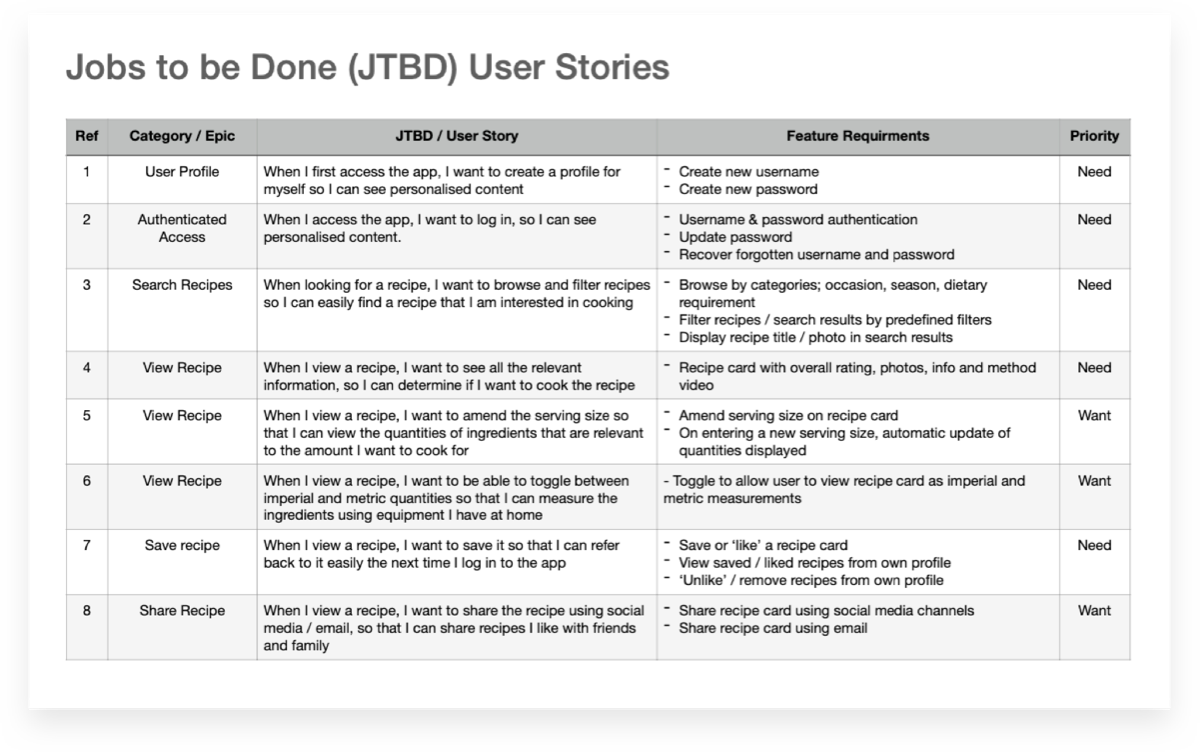 Jobs to be Done (JTBD) User Stories
Ref Category / Epic JTBD / User Story Feature Requirments Priority
1 User Profile When I first access the app, I want to create a profile for - Create new username Need
myself so I can see personalised content - Create new password
2 Authenticated When I access the app, I want to log in, so I can see - Username & password authentication Need
Access personalised content. - Update password
- Recover forgotten username and password
3 Search Recipes When looking for a recipe, I want to browse and filter recipes - Browse by categories; occasion, season, dietary Need
so I can easily find a recipe that I am interested in cooking requirement
- Filter recipes / search results by predefined filters
- Display recipe title / photo in search results
4 View Recipe When I view a recipe, I want to see all the relevant - Recipe card with overall rating, photos, info and method Need
information, so I can determine if I want to cook the recipe video
5 View Recipe When I view a recipe, I want to amend the serving size so - Amend serving size on recipe card Want
that I can view the quantities of ingredients that are relevant - On entering a new serving size, automatic update of
to the amount I want to cook for quantities displayed
6 View Recipe When I view a recipe, I want to be able to toggle between - Toggle to allow user to view recipe card as imperial and Want
imperial and metric quantities so that I can measure the metric measurements
ingredients using equipment I have at home
7 Save recipe When I view a recipe, I want to save it so that I can refer - Save or ‘like’ a recipe card Need
back to it easily the next time I log in to the app - View saved / liked recipes from own profile
- ‘Unlike’ / remove recipes from own profile
8 Share Recipe When I view a recipe, I want to share the recipe using social - Share recipe card using social media channels Want
media / email, so that I can share recipes I like with friends - Share recipe card using email
and family